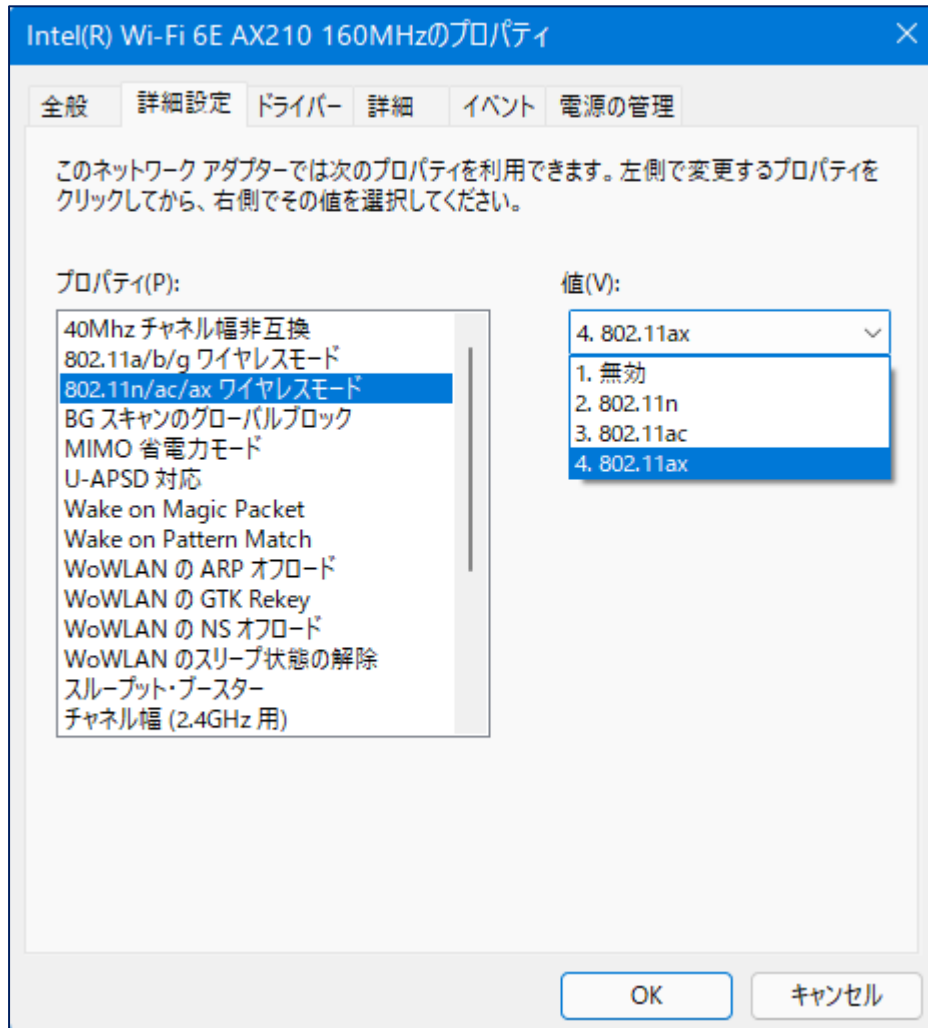 Intel(R) Wi-Fi 6E AX210 160MHzのプロパティ
全般 詳細設定 ドライバー 詳細 イベント 電源の管理
このネットワーク アダプターでは次のプロパティを利用できます。左側で変更するプロパティを
クリックしてから、右側でその値を選択してください。
プロパティ(P):
40Mhz チャネル幅非互換
802.11a/b/g ワイヤレスモード
802.11n/ac/ax ワイヤレスモード
BG スキャンのグローバルブロック
MIMO 省電力モード
U-APSD 対応
Wake on Magic Packet
Wake on Pattern Match
WoWLAN の ARP オフロード
WoWLAN の GTK Rekey
WoWLAN の NS オフロード
WoWLAN のスリープ状態の解除
スループット・ブースター
チャネル幅 (2.4GHz 用)
値(V):
4. 802.11ax
1. 無効
2. 802.11n
3. 802.11ac
4. 802.11ax
OK キャンセル